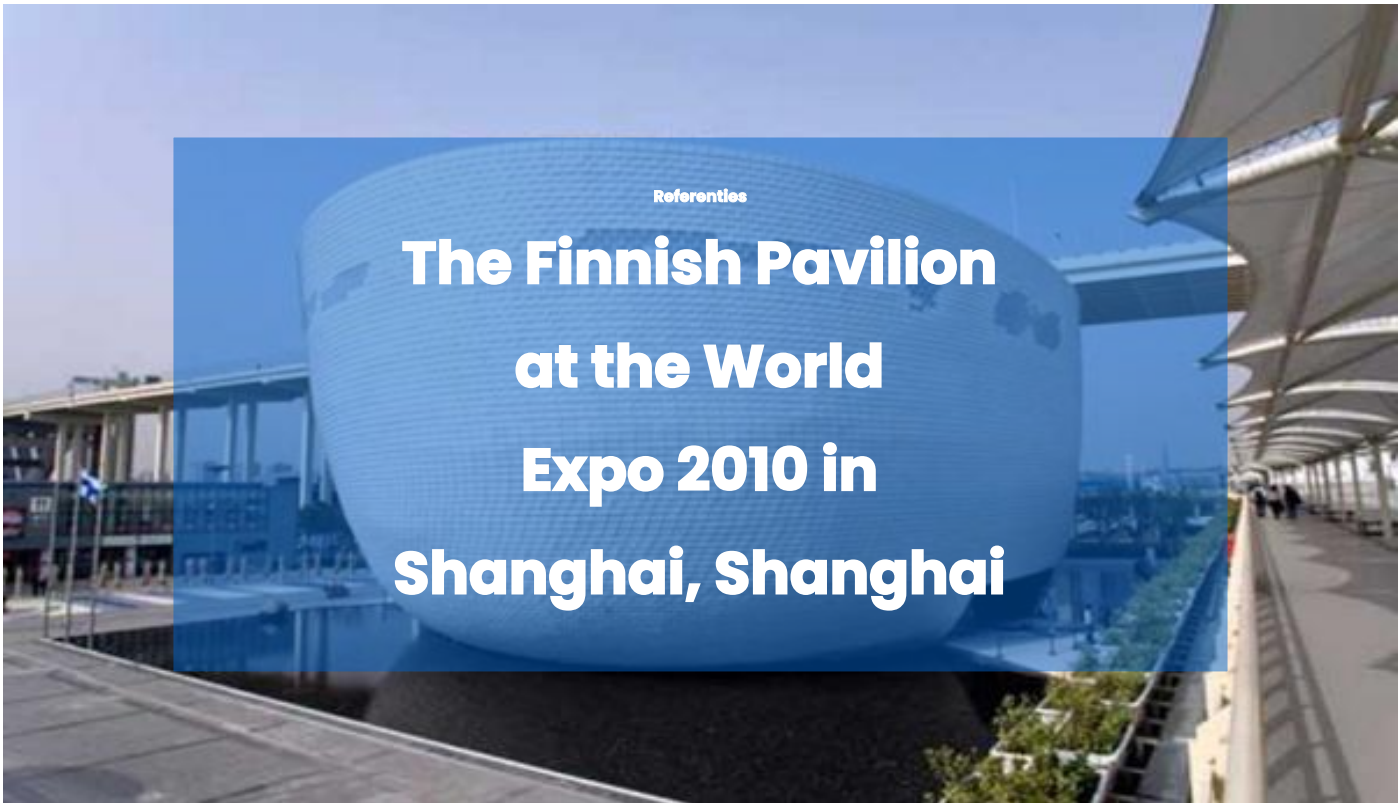 Referenties
The Finnish Pavilion
at the World
Expo 2010 in
Shanghai, Shanghai